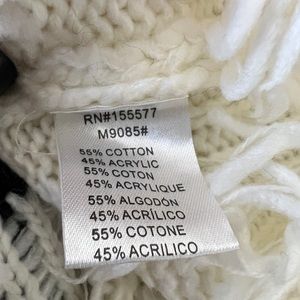 RN#155577
M9085#
55% COTTON
45% ACRYLIC
55% COTON
45% ACRYLIQUE
55% ALGODÓN
45% ACRÍLICO
55% COTONE
45% ACRILICO